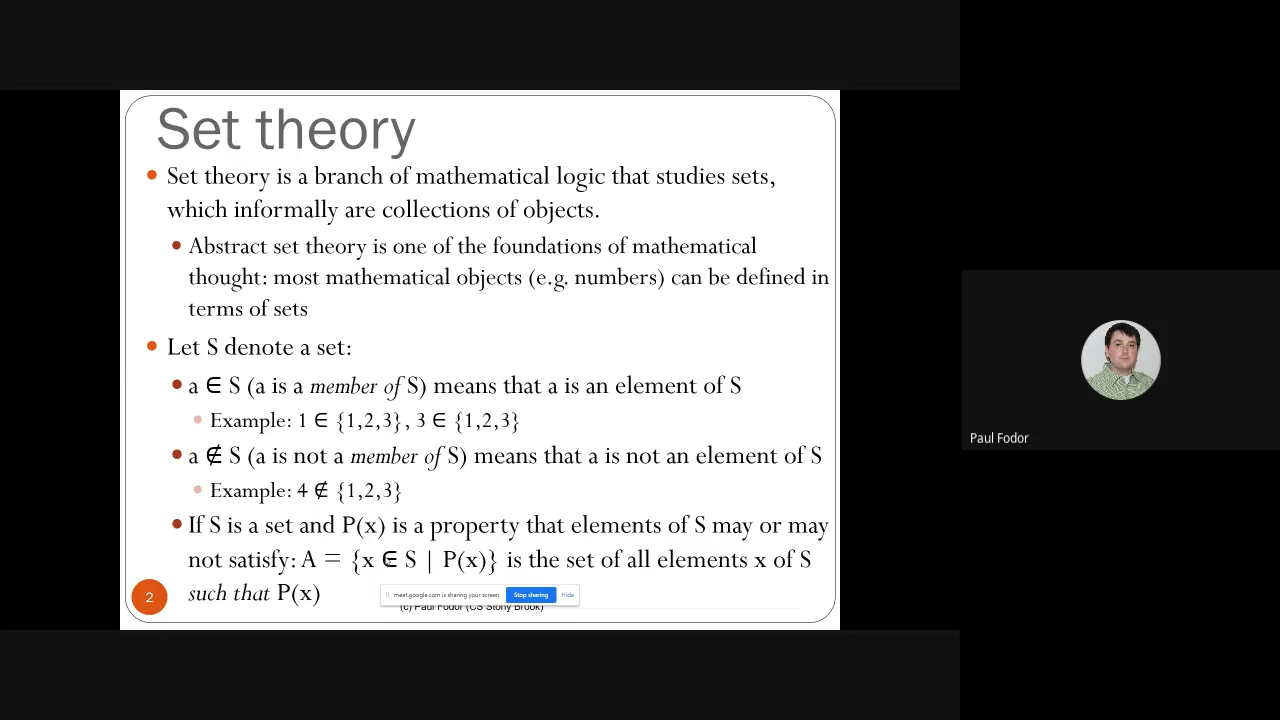 Set theory
Set theory is a branch of mathematical logic that studies sets,
which informally are collections of objects.
Abstract set theory is one of the foundations of mathematical
thought: most mathematical objects (e.g. numbers) can be defined in
terms of sets
Let S denote a set:
a ∈ S (a is a member of S) means that a is an element of S
Example: 1 ∈ {1,2,3}, 3 ∈ {1,2,3}
a ∉ S (a is not a member of S) means that a is not an element of S
Example: 4 ∉ {1,2,3}
If S is a set and P(x) is a property that elements of S may or may
not satisfy: A = {x ∈ S | P(x)} is the set of all elements x of S
such that P(x)
2
meet.google.com is sharing your screen. Stop sharing Hide
(c) Paul Fodor (CS Stony Brook)
Paul Fodor